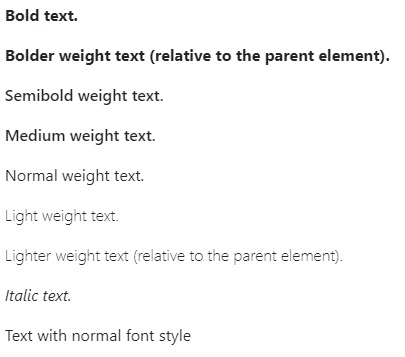 Bold text.
Bolder weight text (relative to the parent element).
Semibold weight text.
Medium weight text.
Normal weight text.
Light weight text.
Lighter weight text (relative to the parent element).
Italic text.
Text with normal font style